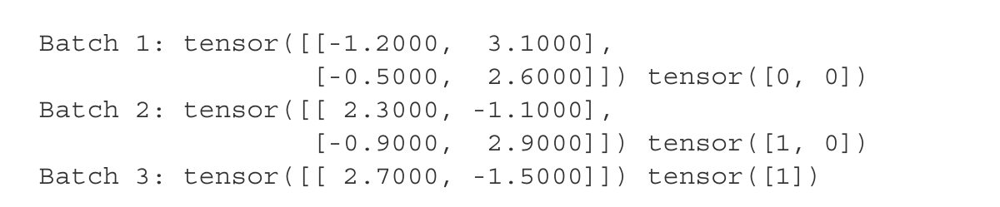 Batch 1: tensor([[-1.2000,  3.1000],
                 [-0.5000,  2.6000]]) tensor([0, 0])
Batch 2: tensor([[ 2.3000, -1.1000],
                 [-0.9000,  2.9000]]) tensor([1, 0])
Batch 3: tensor([[ 2.7000, -1.5000]]) tensor([1])